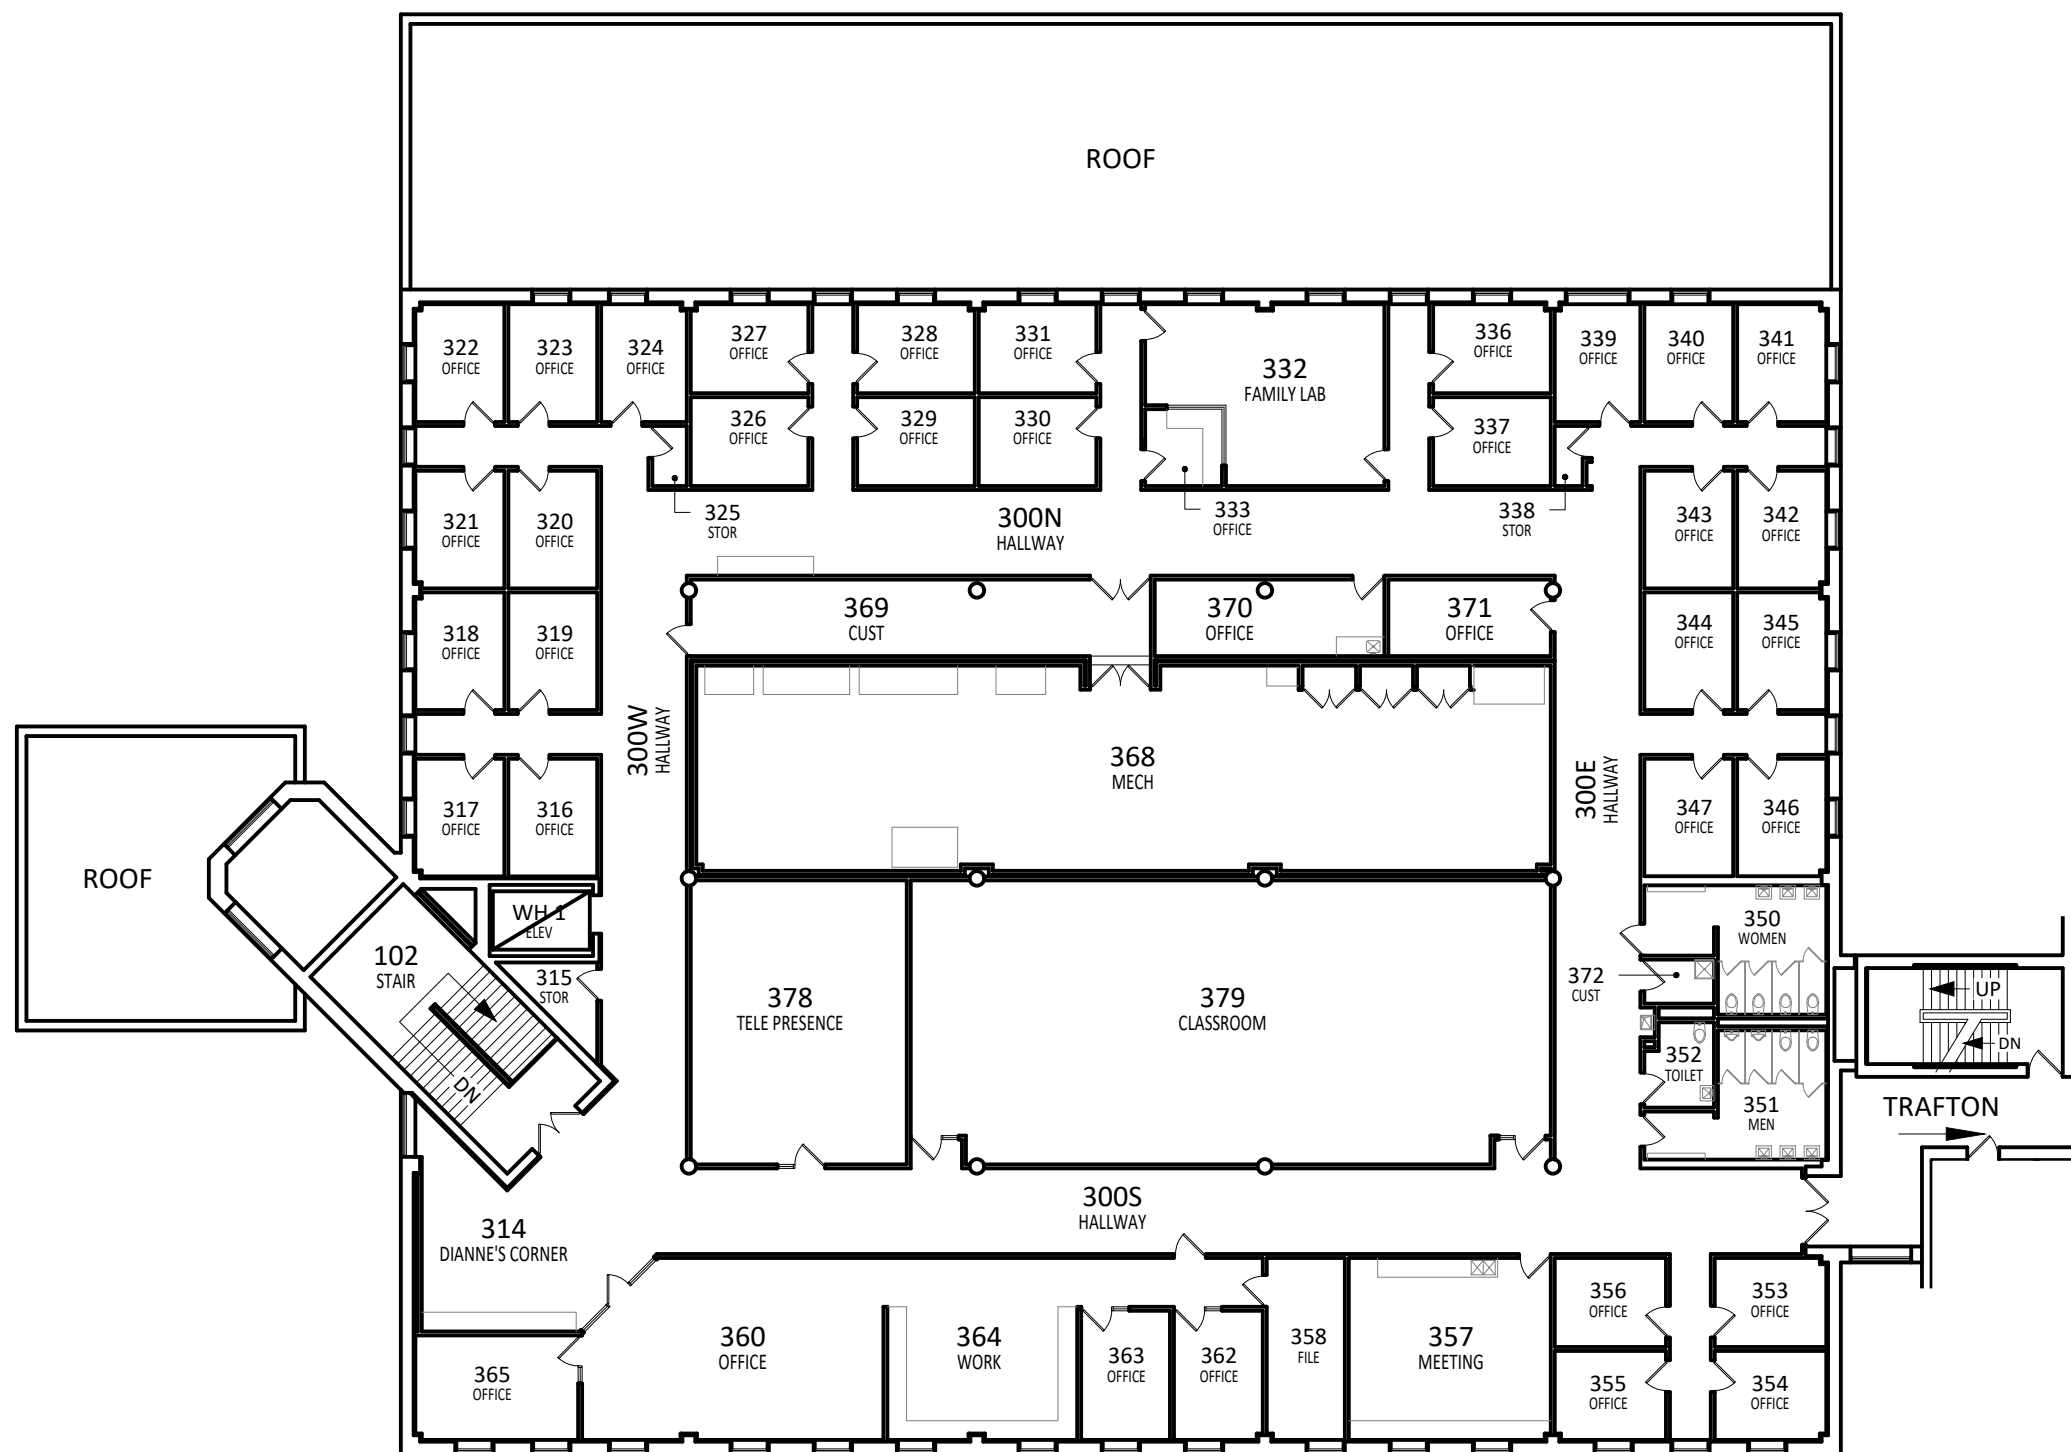 ROOF
322
OFFICE
323
OFFICE
324
OFFICE
327
OFFICE
328
OFFICE
331
OFFICE
332
FAMILY LAB
336
OFFICE
339
OFFICE
340
OFFICE
341
OFFICE
326
OFFICE
329
OFFICE
330
OFFICE
337
OFFICE
321
OFFICE
320
OFFICE
325
STOR
300N
HALLWAY
333
OFFICE
338
STOR
343
OFFICE
342
OFFICE
318
OFFICE
319
OFFICE
369
CUST
370
OFFICE
371
OFFICE
344
OFFICE
345
OFFICE
300W
HALLWAY
368
MECH
300E
HALLWAY
317
OFFICE
316
OFFICE
347
OFFICE
346
OFFICE
ROOF
WH 1
ELEV
350
WOMEN
102
STAIR
315
STOR
372
CUST
378
TELE PRESENCE
379
CLASSROOM
UP
DN
352
TOILET
DN
351
MEN
TRAFTON
300S
HALLWAY
314
DIANNE'S CORNER
356
OFFICE
353
OFFICE
360
OFFICE
364
WORK
363
OFFICE
362
OFFICE
358
FILE
357
MEETING
365
OFFICE
355
OFFICE
354
OFFICE